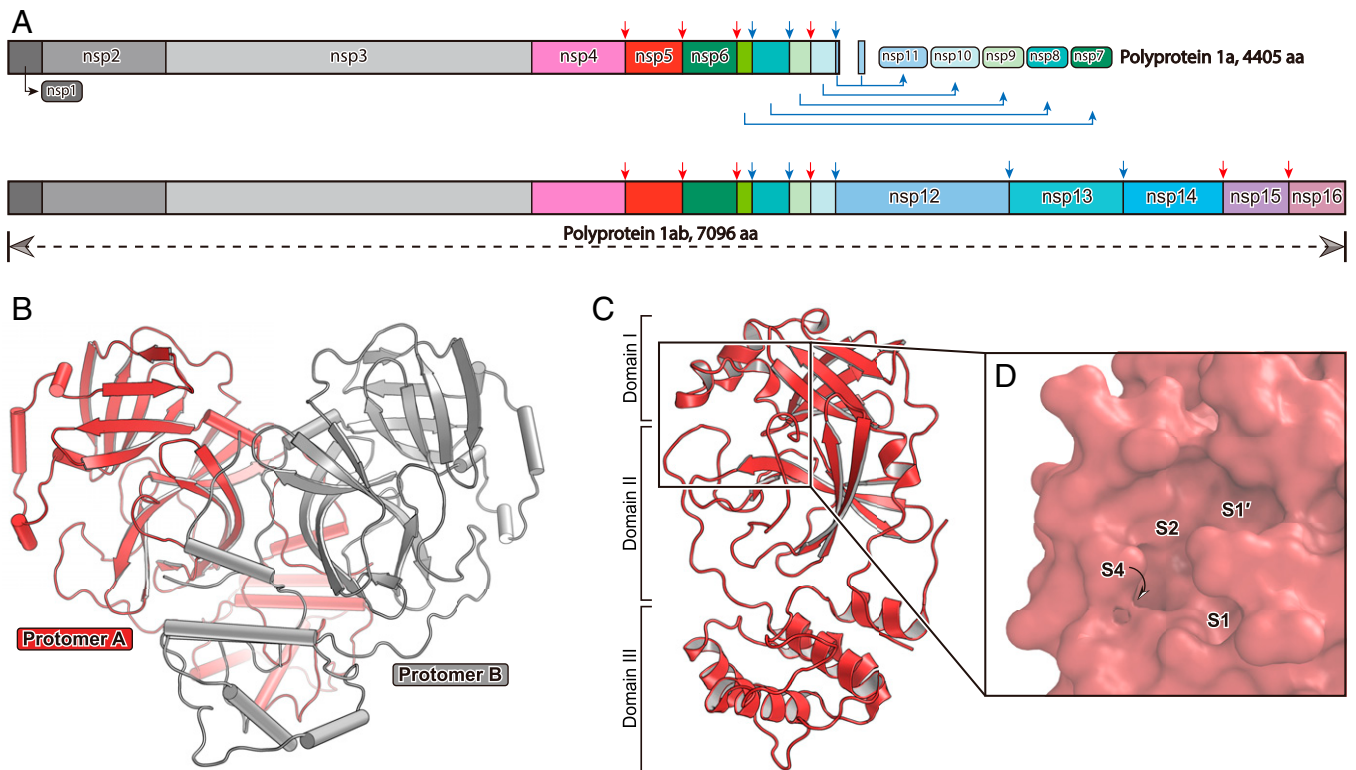 A
nsp2
nsp3
nsp4
nsp5
nsp6
nsp11
nsp10
nsp9
nsp8
nsp7
Polyprotein 1a, 4405 aa
nsp1
nsp12
nsp13
nsp14
nsp15
nsp16
Polyprotein 1ab, 7096 aa
B
Protomer A
Protomer B
C
Domain I
Domain II
Domain III
D
S1′
S2
S4
S1